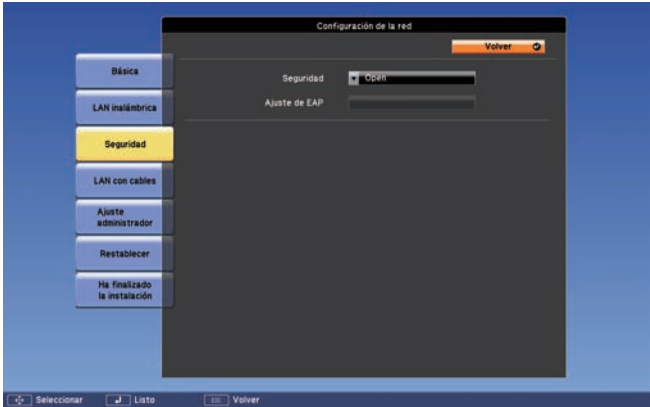 Configuración de la red
Volver
Básica
LAN inalámbrica
Seguridad
LAN con cables
Ajuste
administrador
Restablecer
Ha finalizado
la instalación
Seguridad Open
Ajuste de EAP
Seleccionar Listo Esc Volver